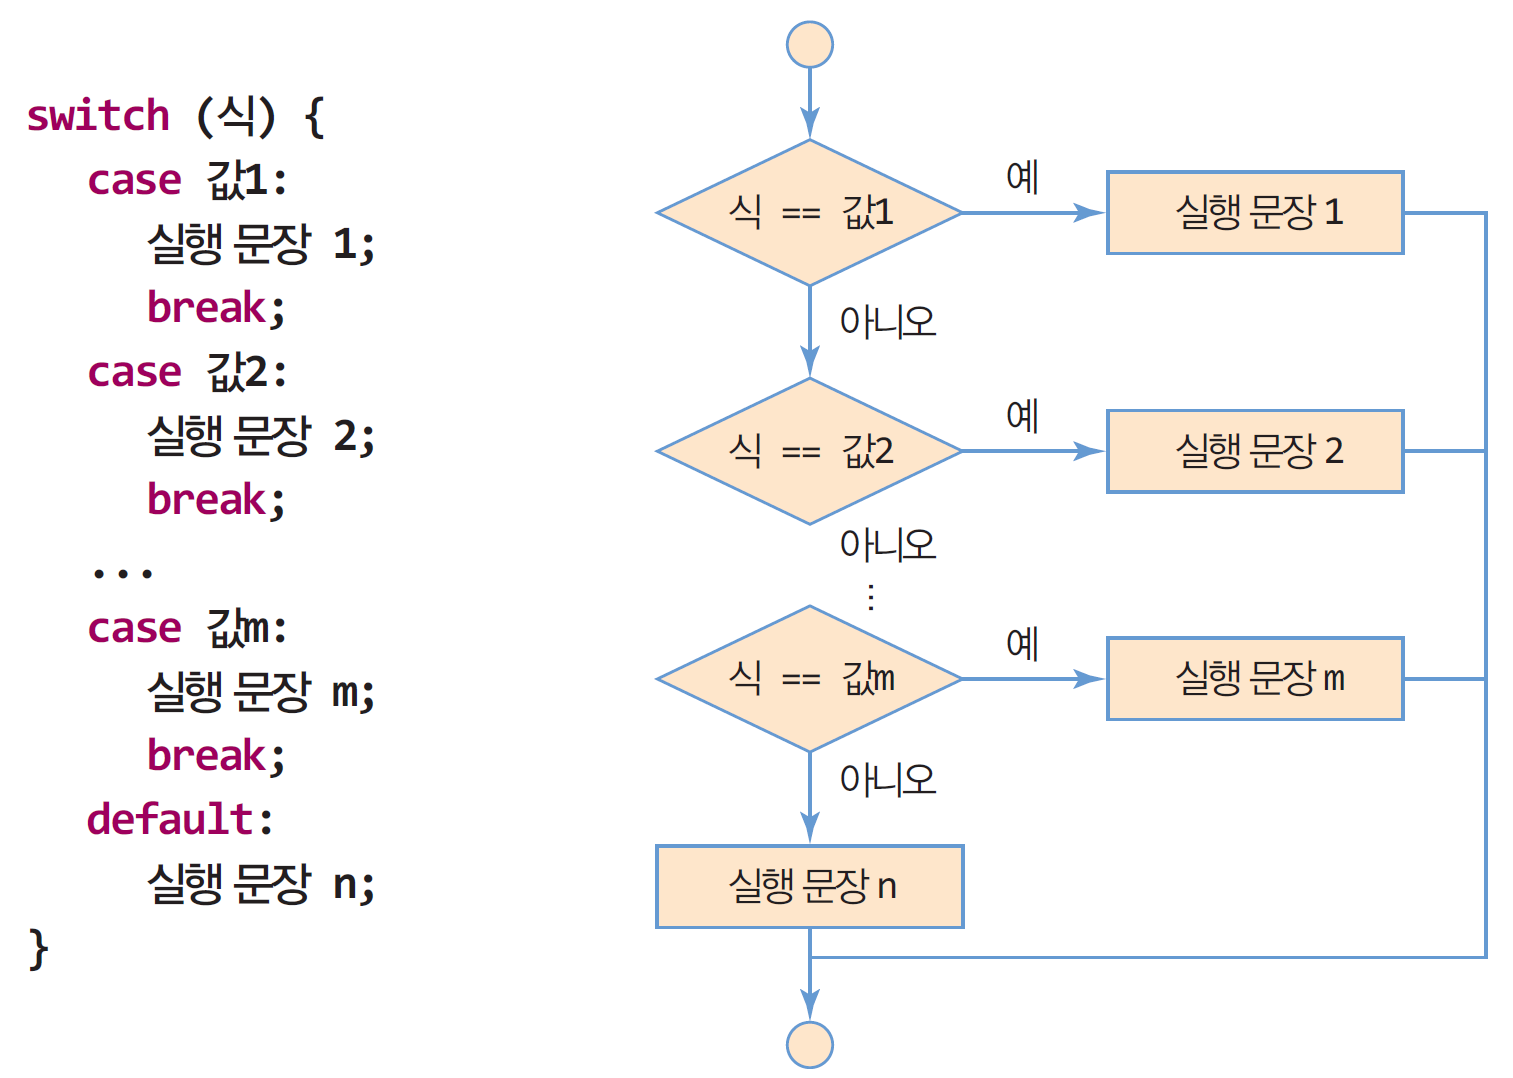 switch (식) {
case 값1:
실행 문장 1;
break;
case 값2:
실행 문장 2;
break;
...
case 값m:
실행 문장 m;
break;
default:
실행 문장 n;
}
식 == 값1
예
실행 문장 1
아니오
식 == 값2
예
실행 문장 2
아니오
⋮
식 == 값m
예
실행 문장 m
아니오
실행 문장 n